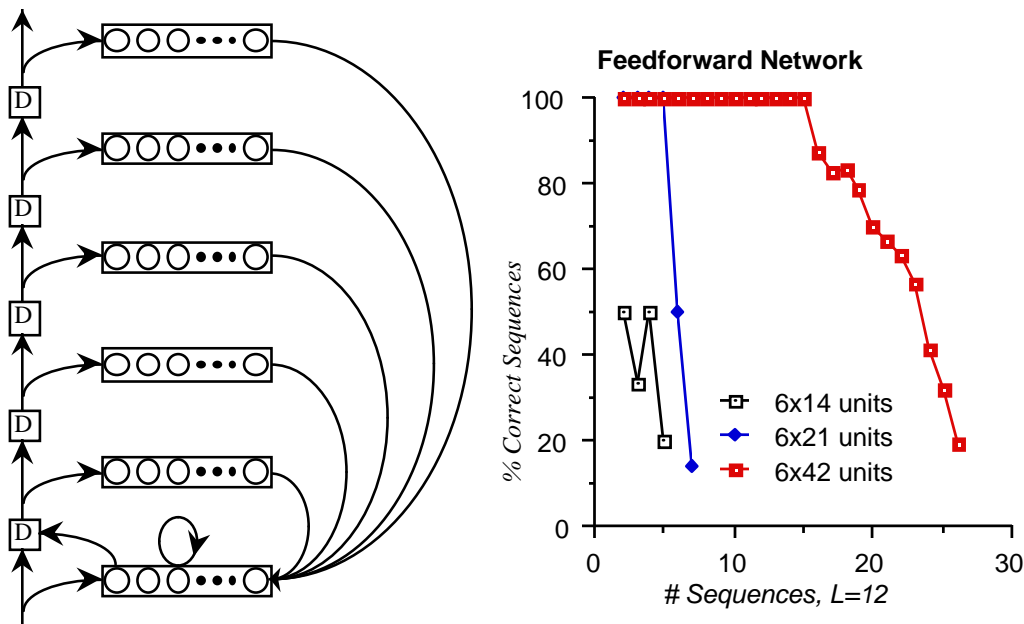 D
D
D
D
D
Feedforward Network
100
80
60
40
20
0
% Correct Sequences
6x14 units
6x21 units
6x42 units
0
10
20
30
# Sequences, L=12